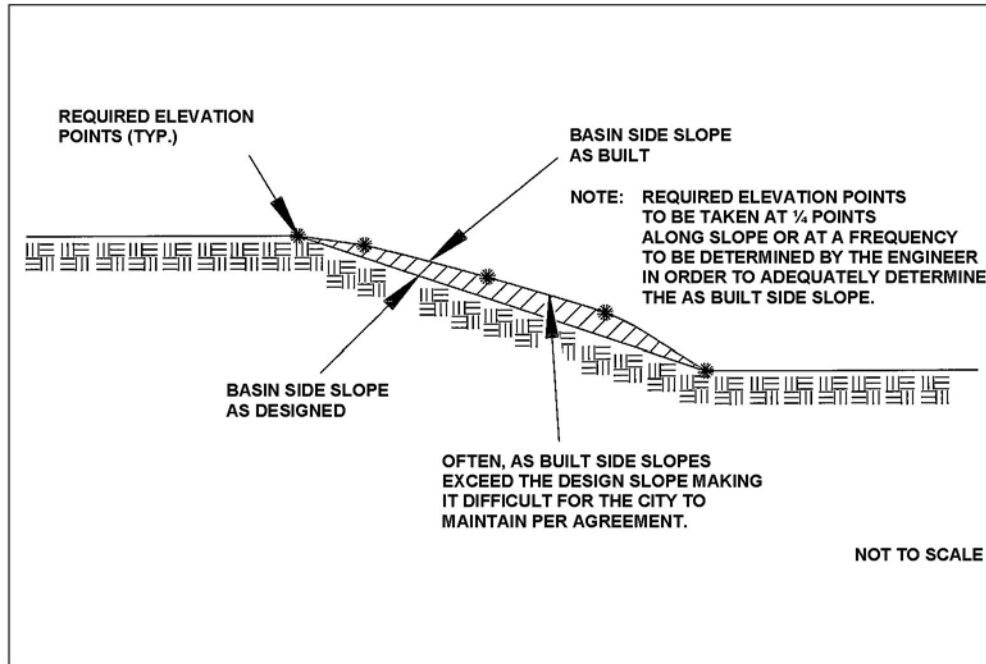 REQUIRED ELEVATION
POINTS (TYP.)
BASIN SIDE SLOPE
AS BUILT
NOTE: REQUIRED ELEVATION POINTS
TO BE TAKEN AT ¼ POINTS
ALONG SLOPE OR AT A FREQUENCY
TO BE DETERMINED BY THE ENGINEER
IN ORDER TO ADEQUATELY DETERMINE
THE AS BUILT SIDE SLOPE.
BASIN SIDE SLOPE
AS DESIGNED
OFTEN, AS BUILT SIDE SLOPES
EXCEED THE DESIGN SLOPE MAKING
IT DIFFICULT FOR THE CITY TO
MAINTAIN PER AGREEMENT.
NOT TO SCALE